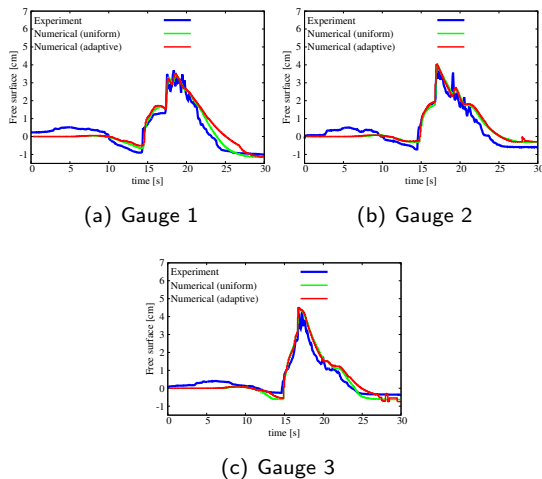 Experiment
Numerical (uniform)
Numerical (adaptive)
Free surface [cm]
7
6
5
4
3
2
1
0
-1
0 5 10 15 20 25 30
time [s]
(a) Gauge 1
Experiment
Numerical (uniform)
Numerical (adaptive)
Free surface [cm]
7
6
5
4
3
2
1
0
-1
0 5 10 15 20 25 30
time [s]
(b) Gauge 2
Experiment
Numerical (uniform)
Numerical (adaptive)
Free surface [cm]
7
6
5
4
3
2
1
0
-1
0 5 10 15 20 25 30
time [s]
(c) Gauge 3